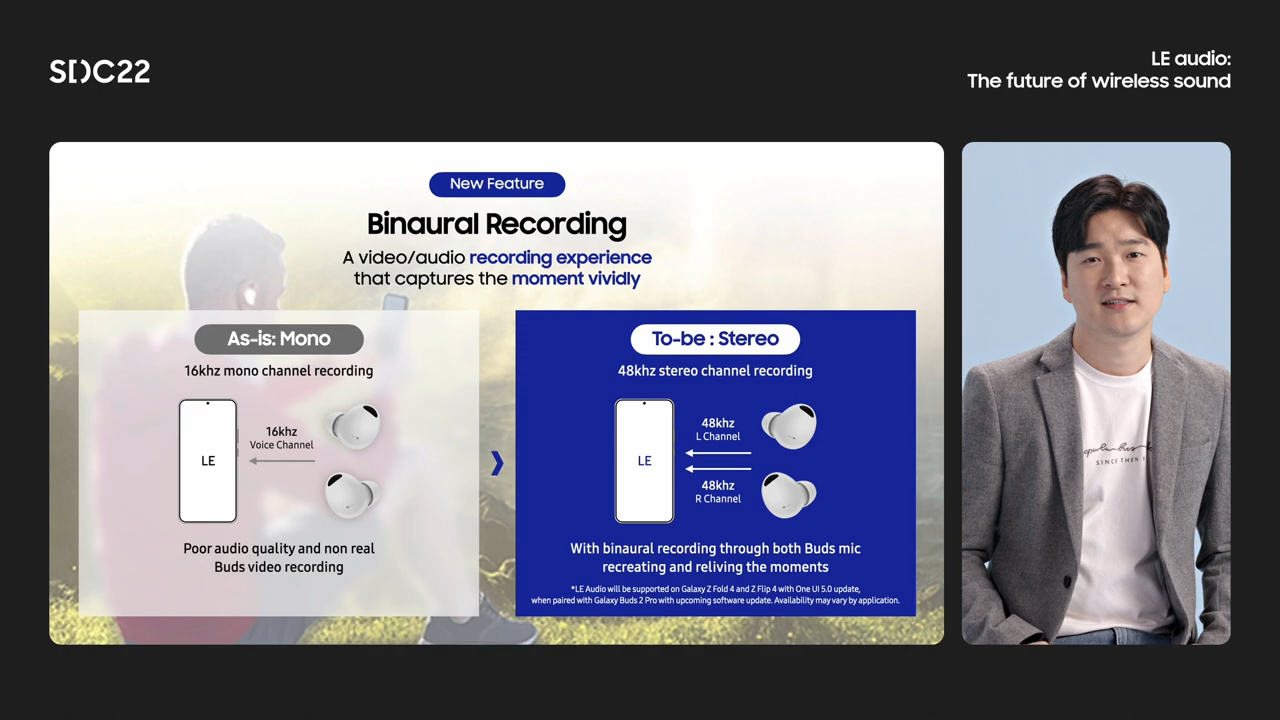 SDC22
LE audio:
The future of wireless sound
New Feature
Binaural Recording
A video/audio recording experience
that captures the moment vividly
As-is: Mono
16khz mono channel recording
LE
16khz
Voice Channel
Poor audio quality and non real
Buds video recording
To-be : Stereo
48khz stereo channel recording
LE
48khz
L Channel
48khz
R Channel
With binaural recording through both Buds mic
recreating and reliving the moments
*LE Audio will be supported on Galaxy Z Fold 4 and Z Flip 4 with One UI 5.0 update,
when paired with Galaxy Buds 2 Pro with upcoming software update. Availability may vary by application.